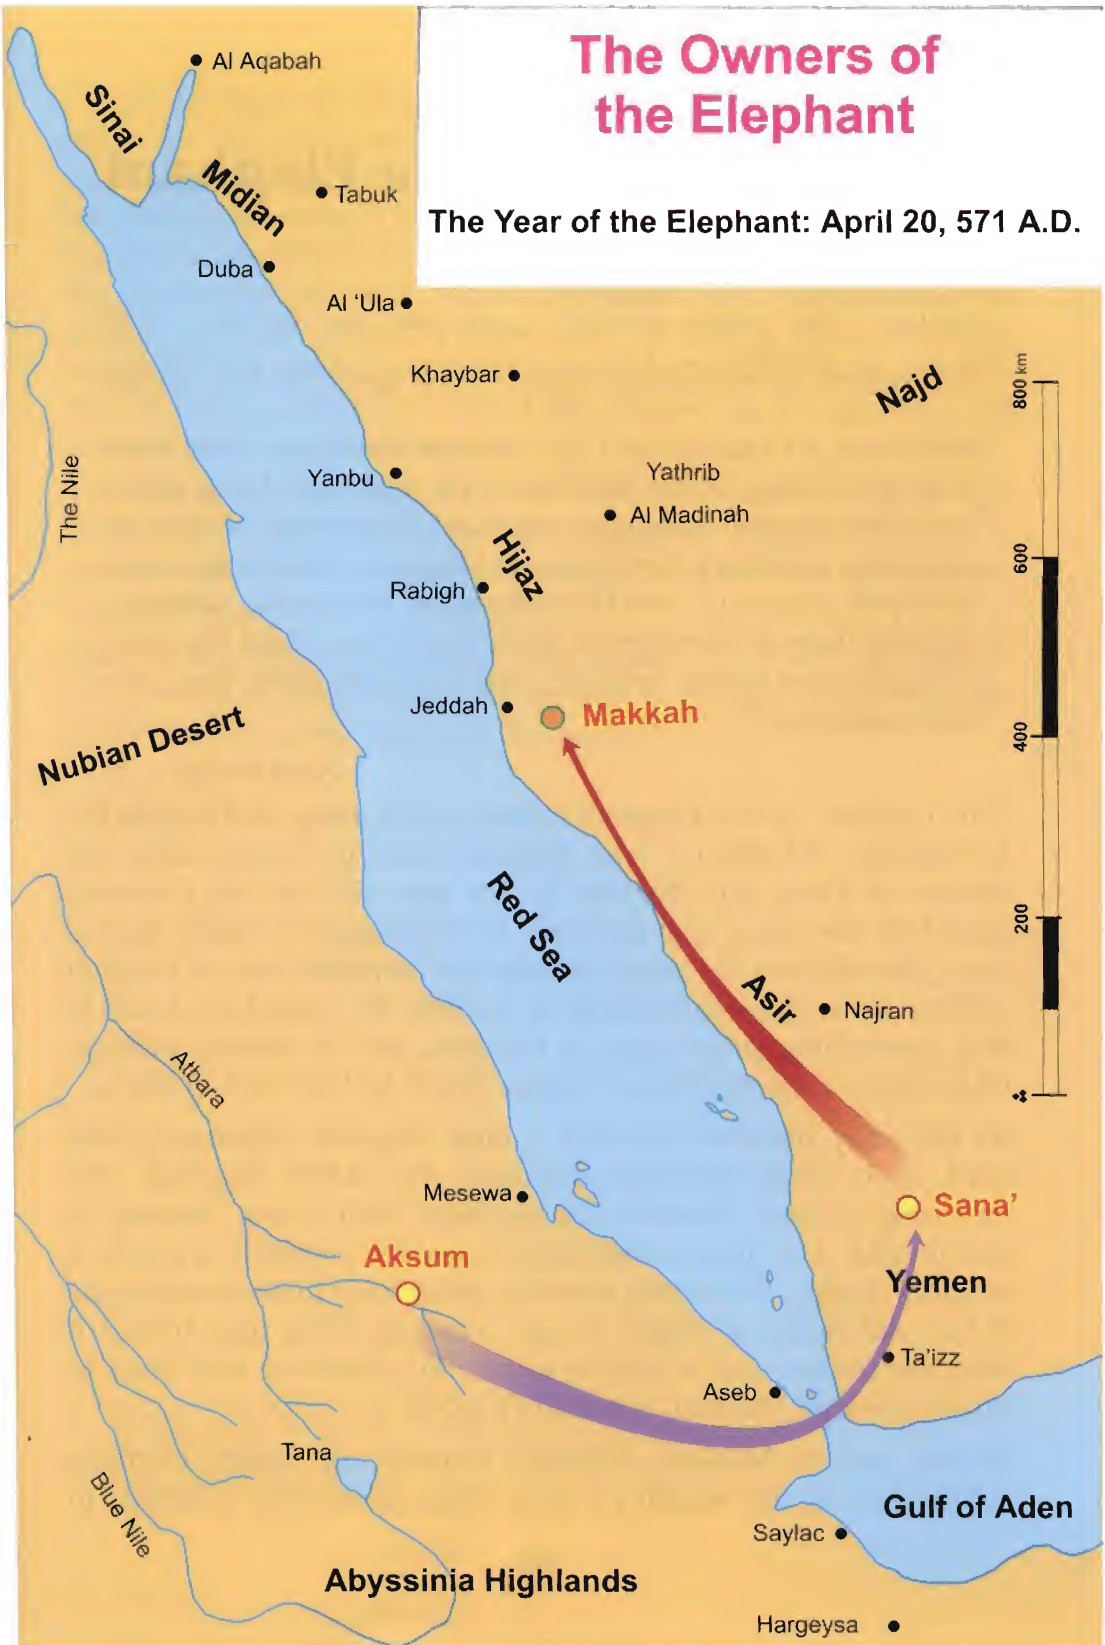 The Owners of
the Elephant
The Year of the Elephant: April 20, 571 A.D.
Al Aqabah
Sinai
Midian
Tabuk
Duba
Al ‘Ula
Khaybar
Najd
800 km
The Nile
Yanbu
Yathrib
Al Madinah
Hijaz
600
Rabigh
Jeddah
Makkah
Nubian Desert
400
Red Sea
200
Asir
Najran
Atbara
Mesewa
Sana’
Aksum
Yemen
Ta’izz
Aseb
Tana
Blue Nile
Gulf of Aden
Saylac
Abyssinia Highlands
Hargeysa